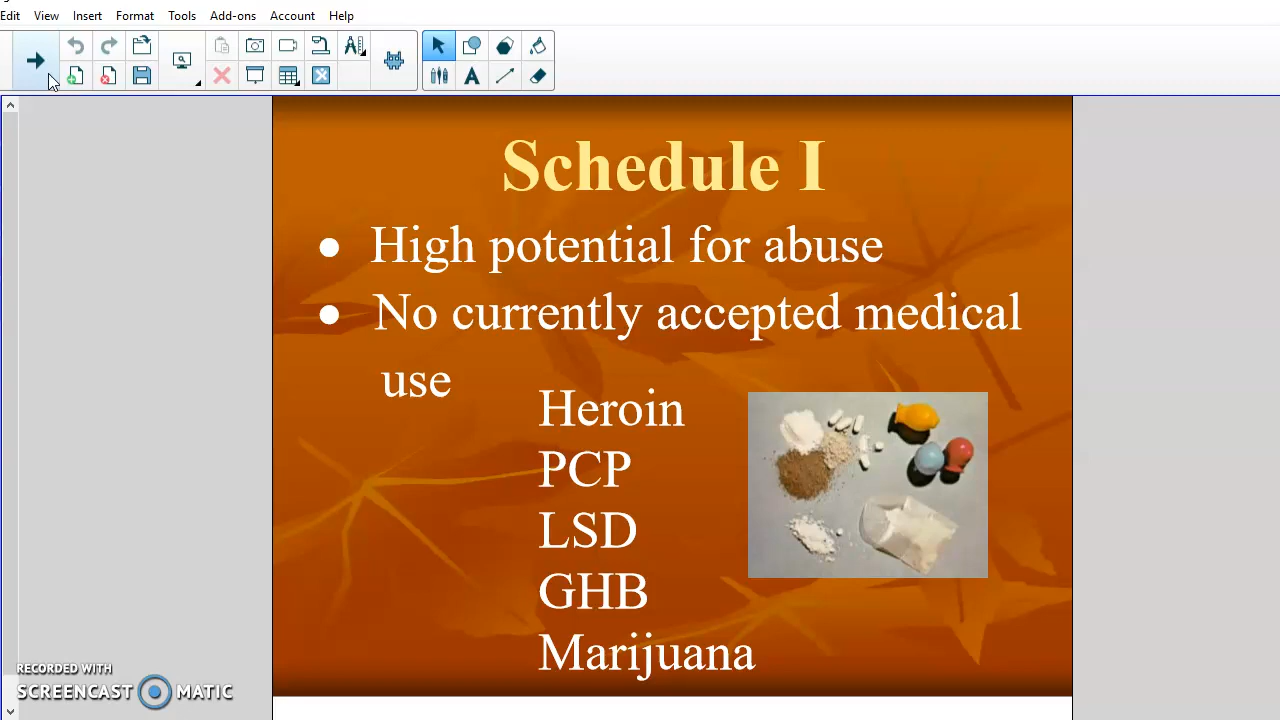 Edit View Insert Format Tools Add-ons Account Help
Schedule I
● High potential for abuse
● No currently accepted medical
use
Heroin
PCP
LSD
GHB
Marijuana
RECORDED WITH
SCREENCAST MATIC